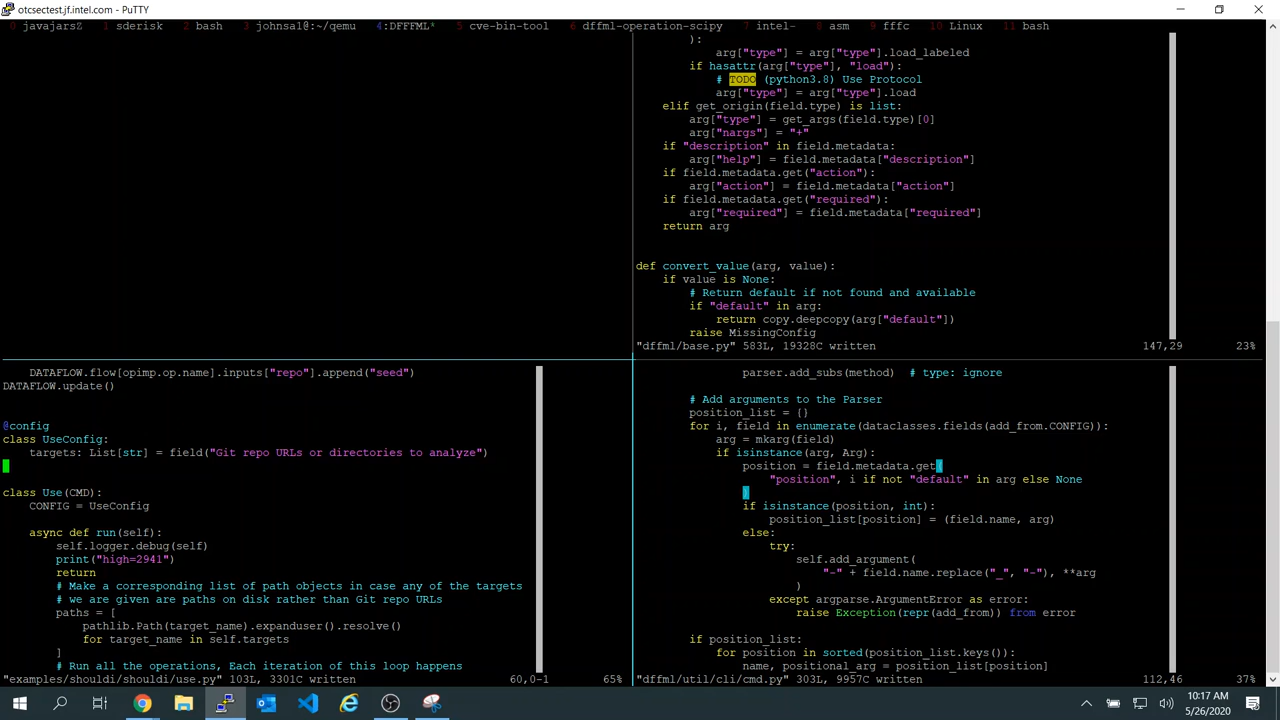 otcsectest.jf.intel.com - PuTTY
0 javajarsZ 1 sderisk 2 bash 3 johnsa1@:~/qemu 4:DFFFML* 5 cve-bin-tool 6 dffml-operation-scipy 7 intel- 8 asm 9 fffc 10 Linux 11 bash
):
arg["type"] = arg["type"].load_labeled
if hasattr(arg["type"], "load"):
# TODO (python3.8) Use Protocol
arg["type"] = arg["type"].load
elif get_origin(field.type) is list:
arg["type"] = get_args(field.type)[0]
arg["nargs"] = "+"
if "description" in field.metadata:
arg["help"] = field.metadata["description"]
if field.metadata.get("action"):
arg["action"] = field.metadata["action"]
if field.metadata.get("required"):
arg["required"] = field.metadata["required"]
return arg
def convert_value(arg, value):
if value is None:
# Return default if not found and available
if "default" in arg:
return copy.deepcopy(arg["default"])
raise MissingConfig
"dffml/base.py" 583L, 19328C written 147,29 23%
DATAFLOW.flow[opimp.op.name].inputs["repo"].append("seed")
DATAFLOW.update()
@config
class UseConfig:
targets: List[str] = field("Git repo URLs or directories to analyze")
class Use(CMD):
CONFIG = UseConfig
async def run(self):
self.logger.debug(self)
print("high=2941")
return
# Make a corresponding list of path objects in case any of the targets
# we are given are paths on disk rather than Git repo URLs
paths = [
pathlib.Path(target_name).expanduser().resolve()
for target_name in self.targets
]
# Run all the operations, Each iteration of this loop happens
"examples/shouldi/shouldi/use.py" 103L, 3301C written 60,0-1 65%
parser.add_subs(method) # type: ignore
# Add arguments to the Parser
position_list = {}
for i, field in enumerate(dataclasses.fields(add_from.CONFIG)):
arg = mkarg(field)
if isinstance(arg, Arg):
position = field.metadata.get(
"position", i if not "default" in arg else None
)
if isinstance(position, int):
position_list[position] = (field.name, arg)
else:
try:
self.add_argument(
"-" + field.name.replace("_", "-"), **arg
)
except argparse.ArgumentError as error:
raise Exception(repr(add_from)) from error
if position_list:
for position in sorted(position_list.keys()):
name, positional_arg = position_list[position]
"dffml/util/cli/cmd.py" 303L, 9957C written 112,46 37%
10:17 AM
5/26/2020